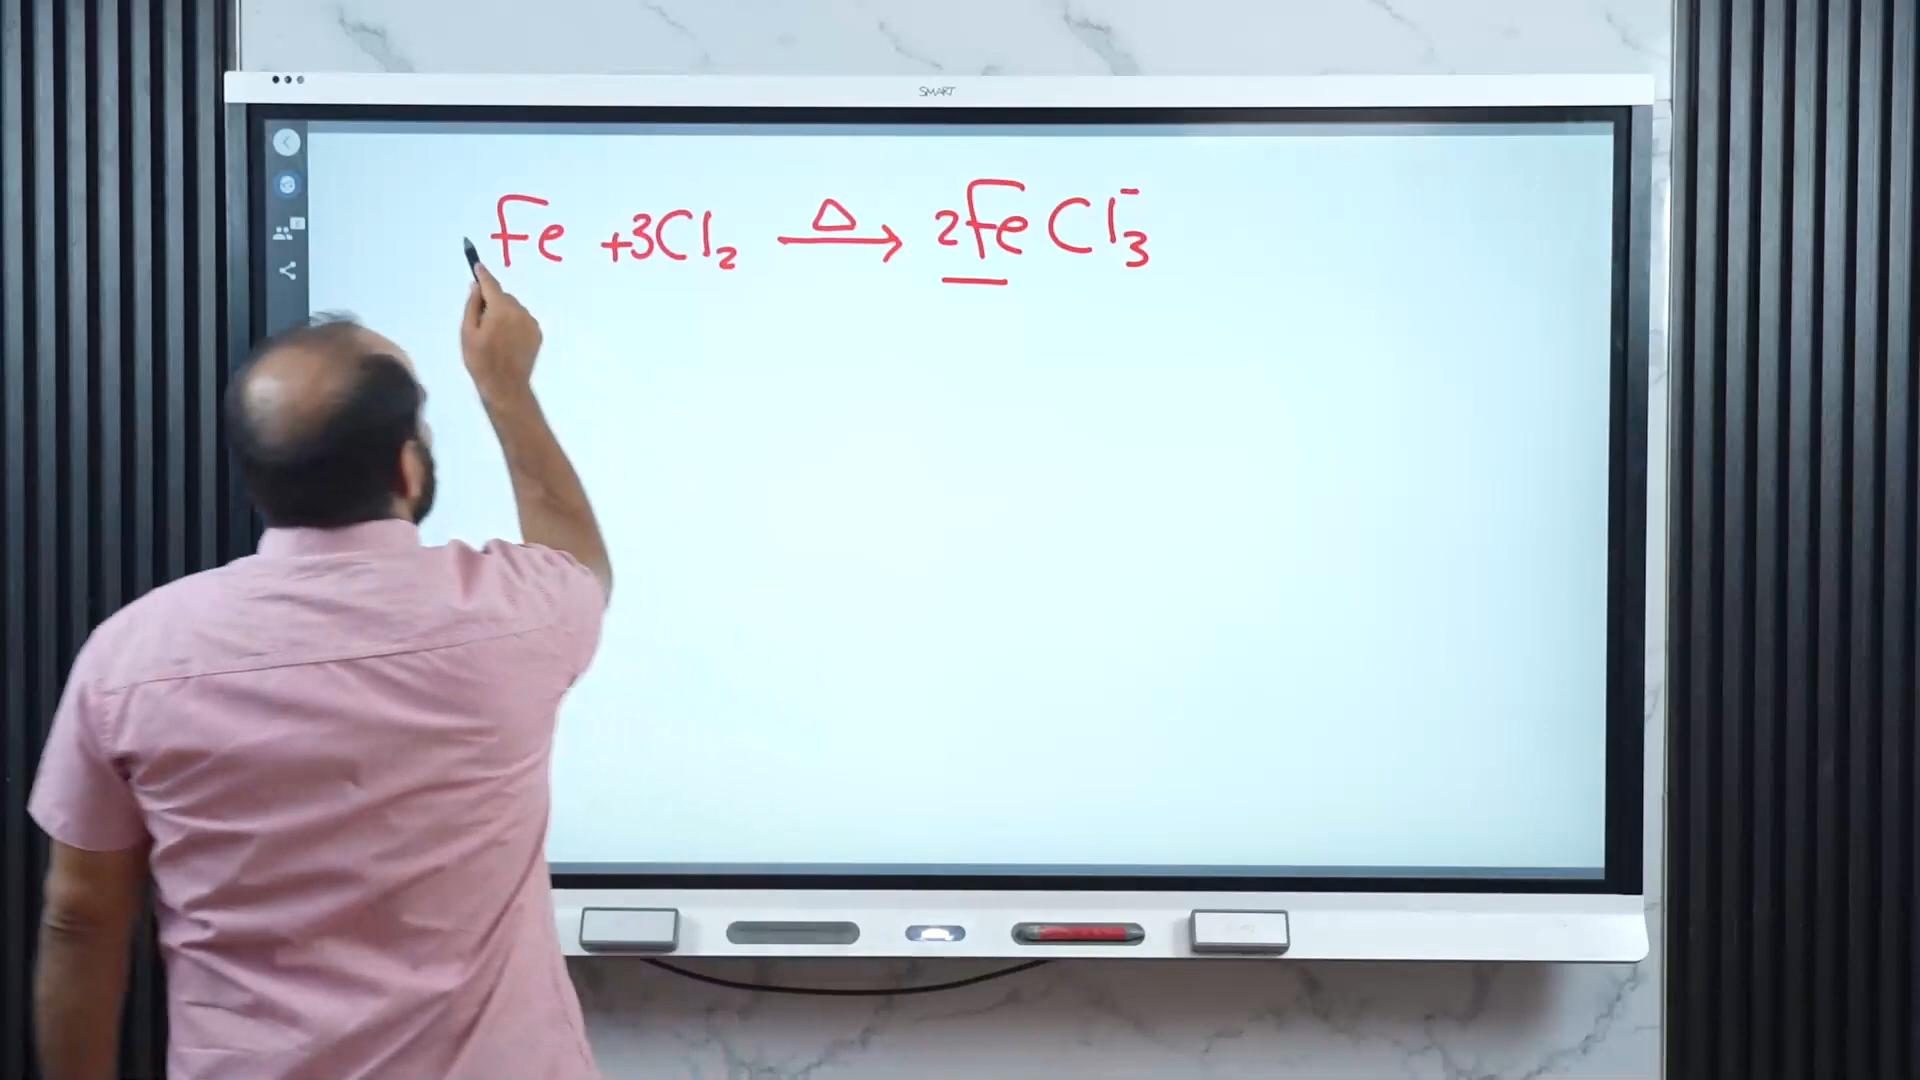 SMART
Fe + 3Cl₂ —Δ→ 2FeCl₃⁻